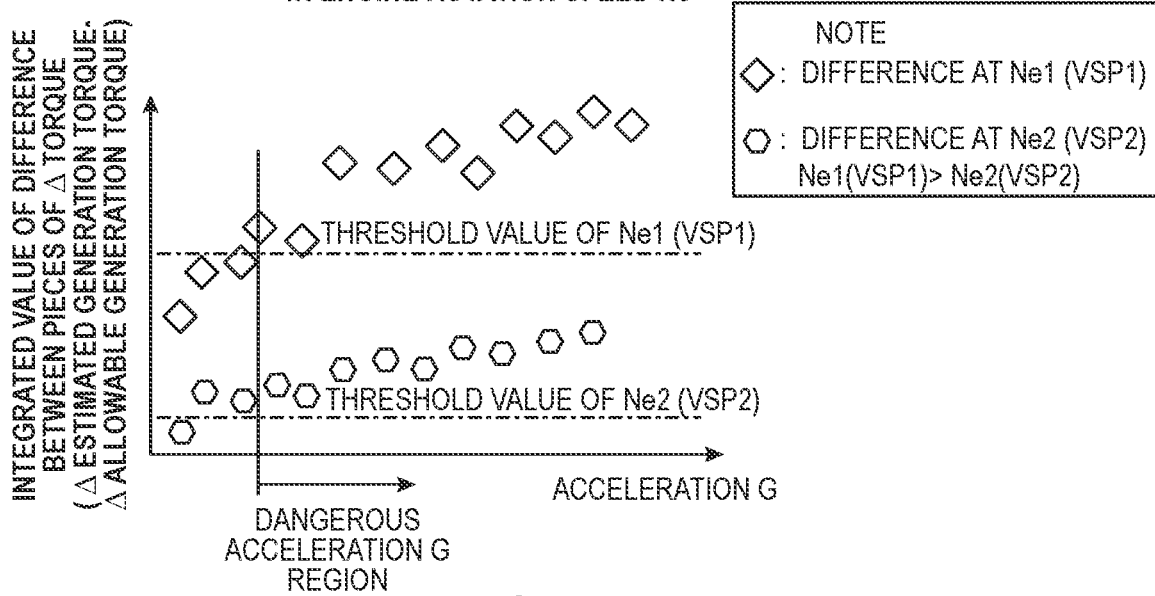 NOTE
◇ : DIFFERENCE AT Ne1 (VSP1)
⬡ : DIFFERENCE AT Ne2 (VSP2)
Ne1(VSP1)> Ne2(VSP2)
INTEGRATED VALUE OF DIFFERENCE
BETWEEN PIECES OF △ TORQUE
(△ ESTIMATED GENERATION TORQUE.
△ ALLOWABLE GENERATION TORQUE)
THRESHOLD VALUE OF Ne1 (VSP1)
THRESHOLD VALUE OF Ne2 (VSP2)
ACCELERATION G
DANGEROUS
ACCELERATION G
REGION